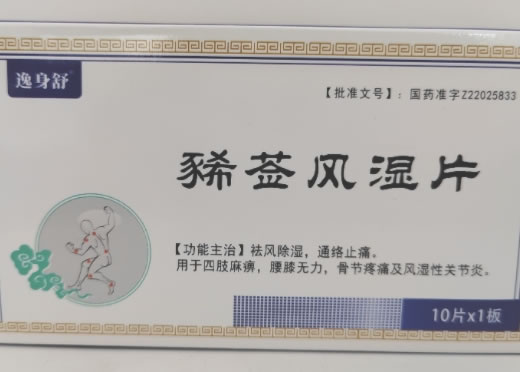 逸身舒
【批准文号】：国药准字Z22025833
豨莶风湿片
【功能主治】祛风除湿，通络止痛。
用于四肢麻痹，腰膝无力，骨节疼痛及风湿性关节炎。
10片x1板